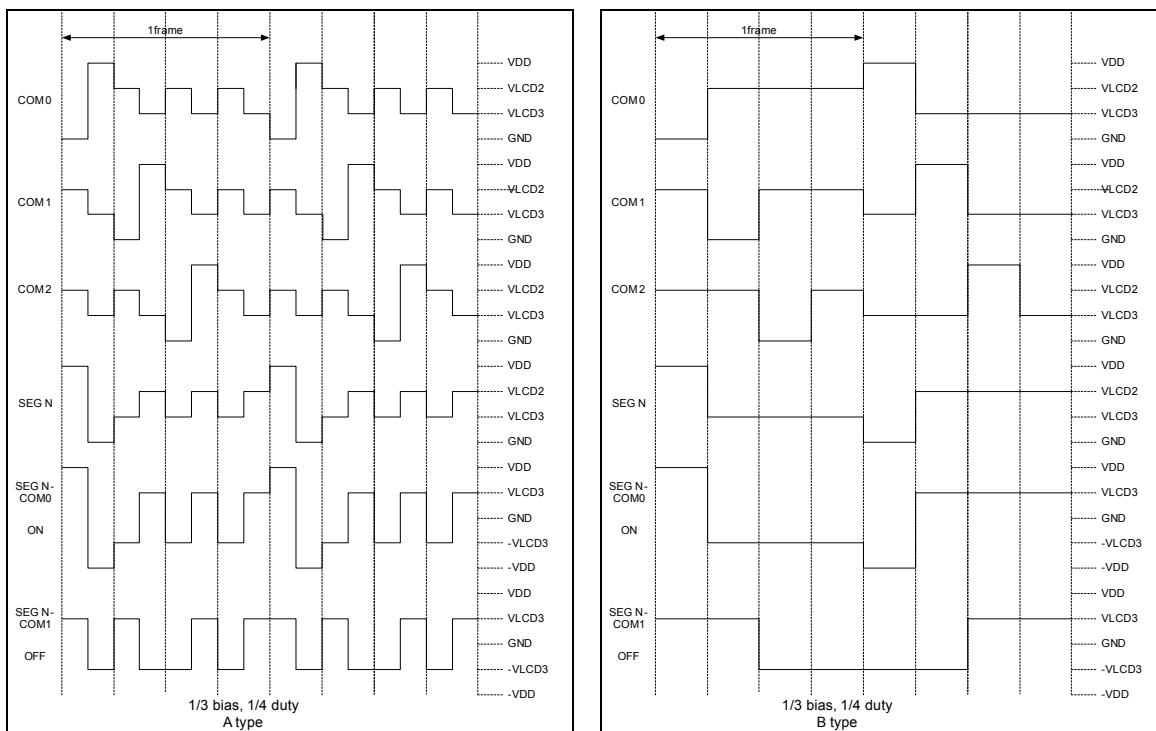 1frame
VDD
COM0
VLCD2
VLCD3
GND
VDD
COM1
VLCD2
VLCD3
GND
VDD
COM2
VLCD2
VLCD3
GND
VDD
SEG N
VLCD2
VLCD3
GND
VDD
SEG N-
COM0
ON
VLCD3
GND
-VLCD3
-VDD
VDD
SEG N-
COM1
OFF
VLCD3
GND
-VLCD3
-VDD
1/3 bias, 1/4 duty
A type
1frame
VDD
COM0
VLCD2
VLCD3
GND
VDD
COM1
VLCD2
VLCD3
GND
VDD
COM2
VLCD2
VLCD3
GND
VDD
SEG N
VLCD2
VLCD3
GND
VDD
SEG N-
COM0
ON
VLCD3
GND
-VLCD3
-VDD
VDD
SEG N-
COM1
OFF
VLCD3
GND
-VLCD3
-VDD
1/3 bias, 1/4 duty
B type